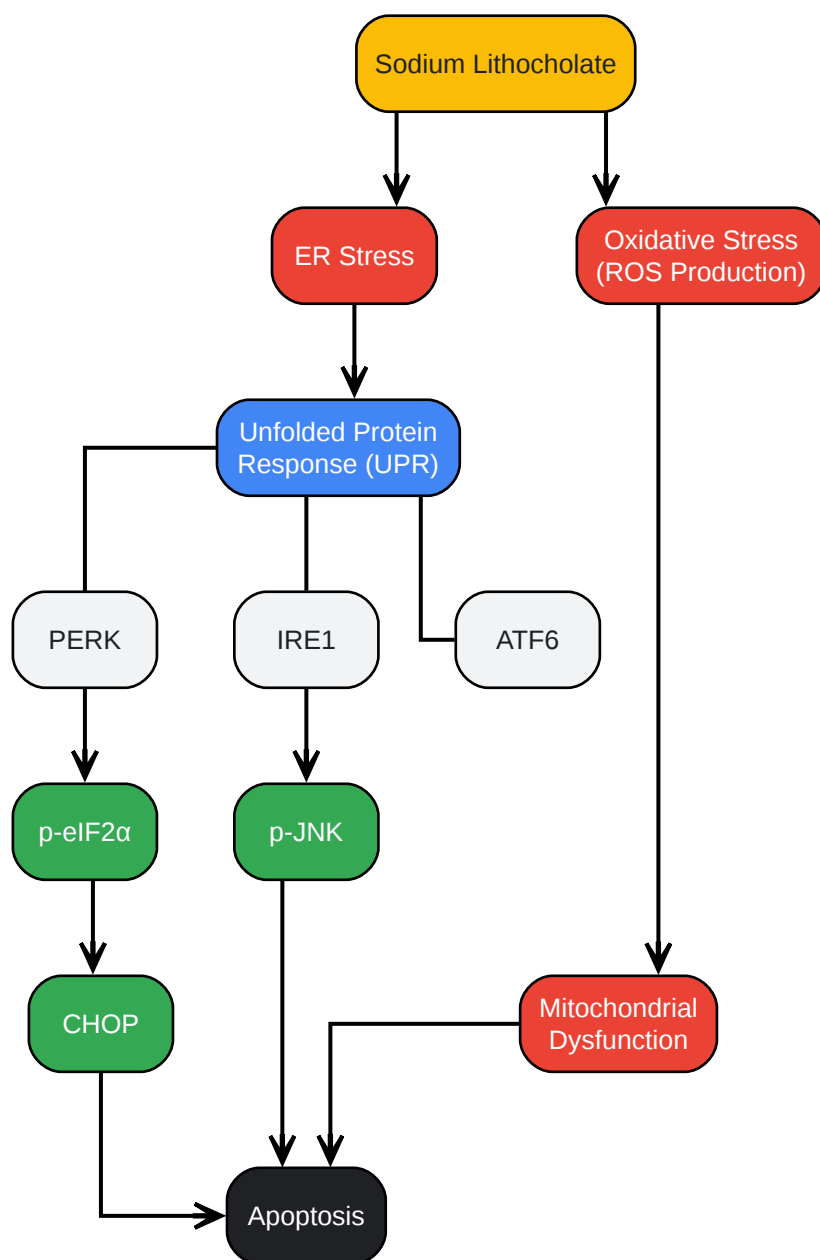 Sodium Lithocholate
ER Stress
Oxidative Stress
(ROS Production)
Unfolded Protein
Response (UPR)
PERK
IRE1
ATF6
p-eIF2α
p-JNK
CHOP
Mitochondrial
Dysfunction
Apoptosis